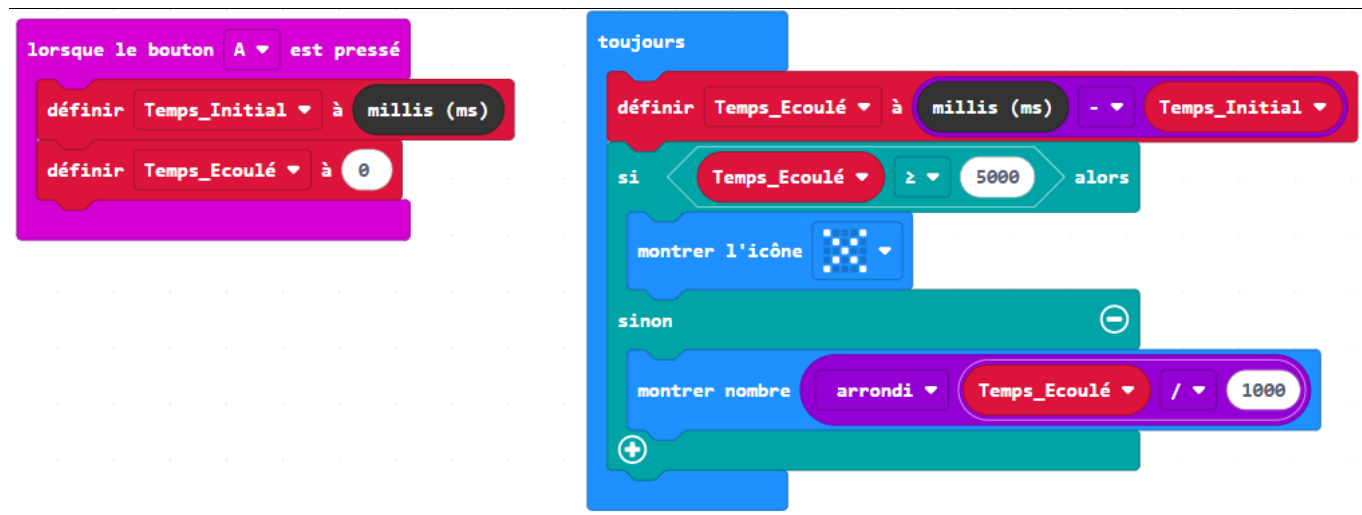 lorsque le bouton A est pressé
définir Temps_Initial à millis (ms)
définir Temps_Ecoulé à 0
toujours
définir Temps_Ecoulé à millis (ms) - Temps_Initial
si Temps_Ecoulé ≥ 5000 alors
montrer l'icône
sinon
montrer nombre arrondi Temps_Ecoulé / 1000